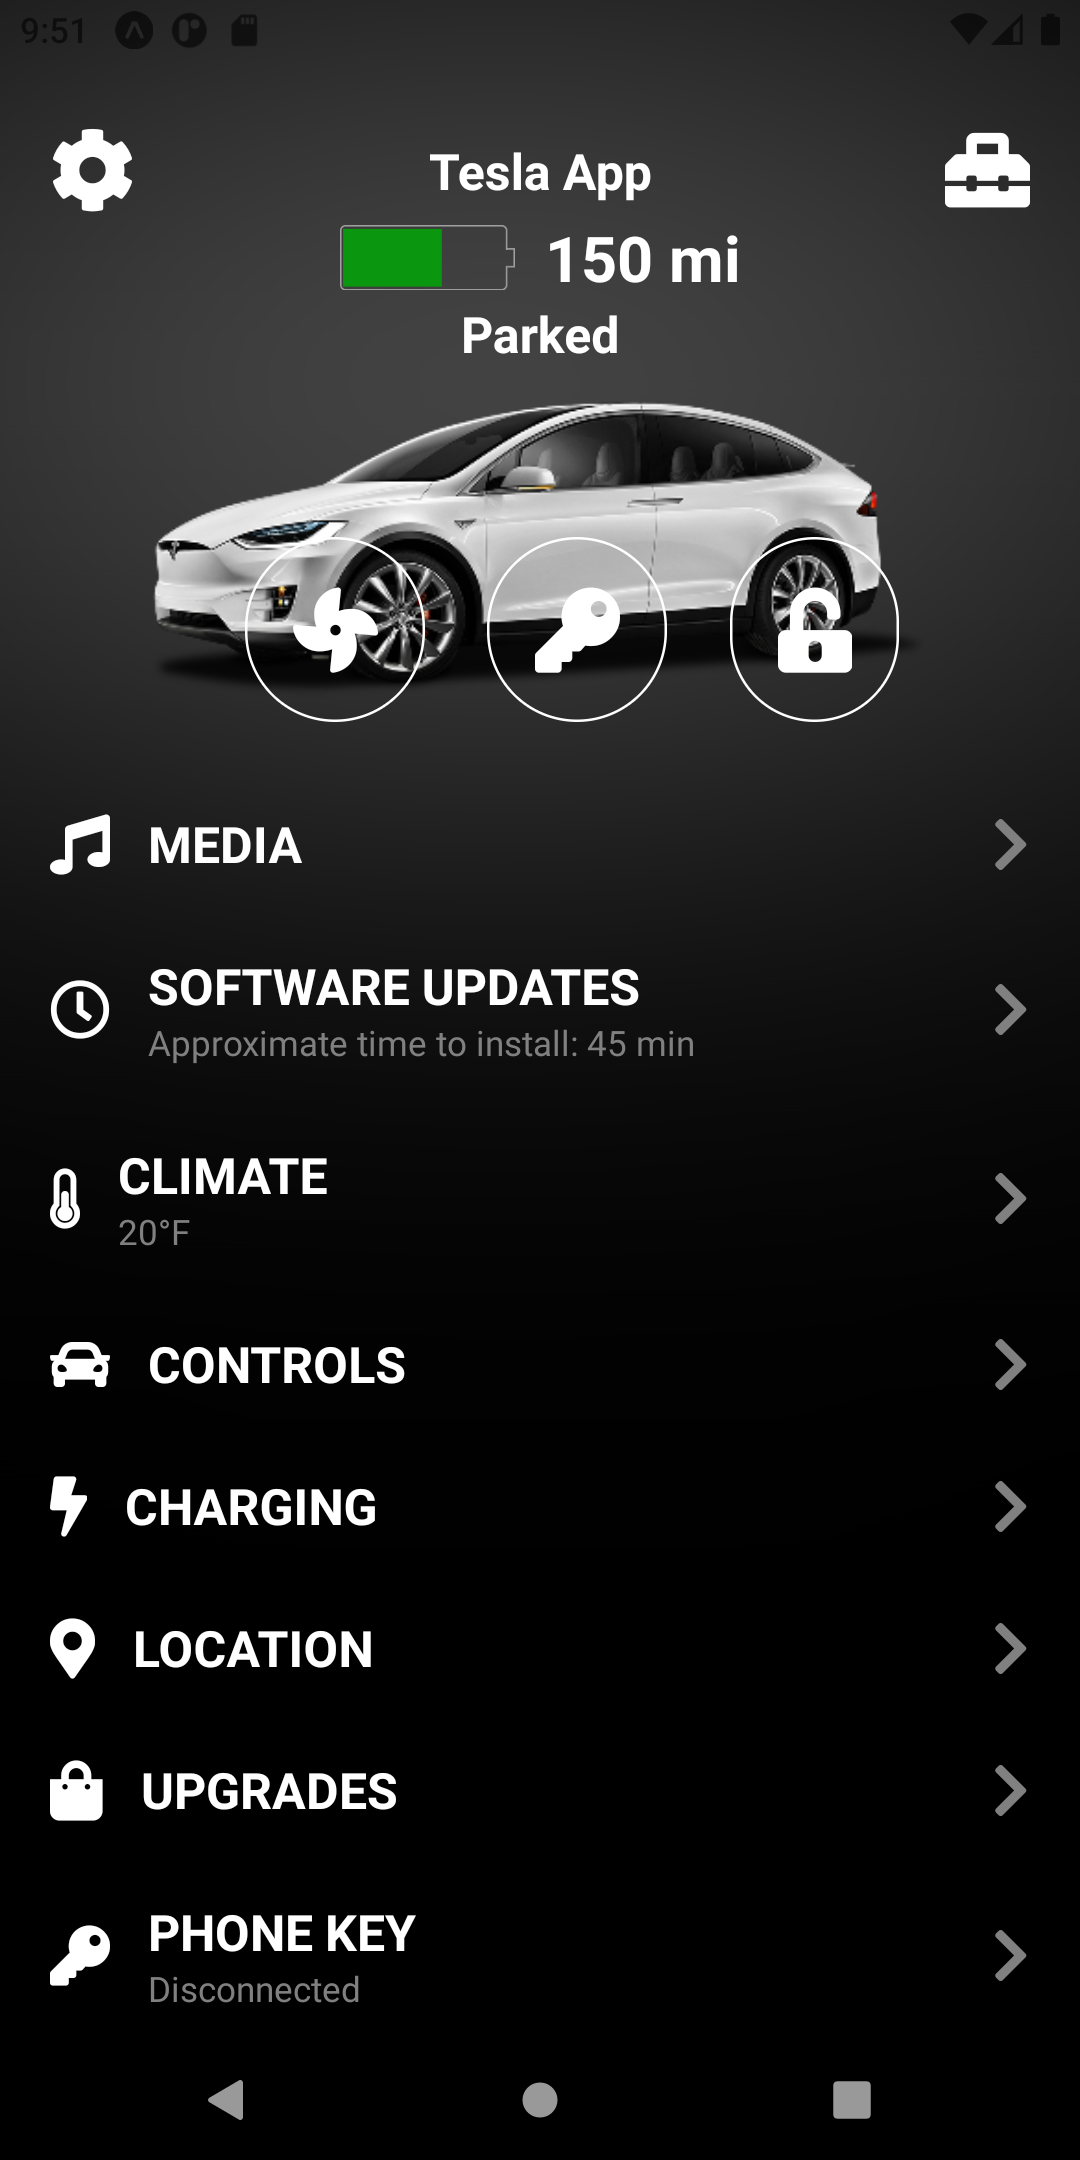 9:51
Tesla App
150 mi
Parked
MEDIA
SOFTWARE UPDATES
Approximate time to install: 45 min
CLIMATE
20°F
CONTROLS
CHARGING
LOCATION
UPGRADES
PHONE KEY
Disconnected